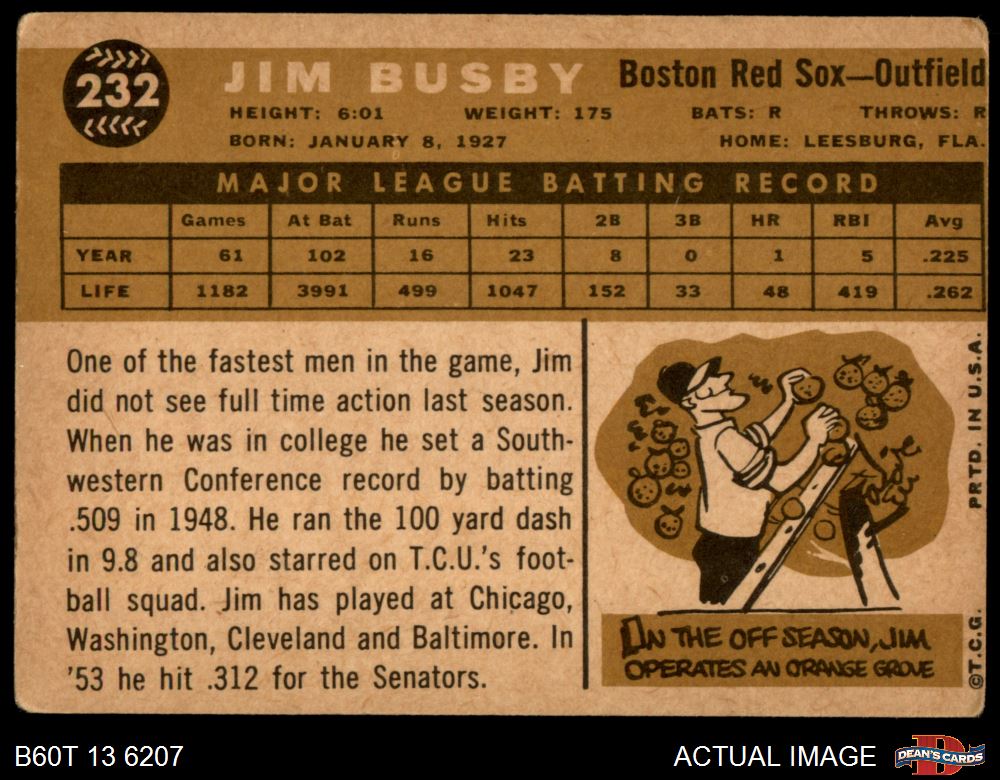 232
JIM BUSBY Boston Red Sox—Outfield
HEIGHT: 6:01 WEIGHT: 175 BATS: R THROWS: R
BORN: JANUARY 8, 1927 HOME: LEESBURG, FLA.
MAJOR LEAGUE BATTING RECORD
Games At Bat Runs Hits 2B 3B HR RBI Avg
YEAR 61 102 16 23 8 0 1 5 .225
LIFE 1182 3991 499 1047 152 33 48 419 .262
One of the fastest men in the game, Jim
did not see full time action last season.
When he was in college he set a South-
western Conference record by batting
.509 in 1948. He ran the 100 yard dash
in 9.8 and also starred on T.C.U.'s foot-
ball squad. Jim has played at Chicago,
Washington, Cleveland and Baltimore. In
'53 he hit .312 for the Senators.
IN THE OFF SEASON, JIM
OPERATES AN ORANGE GROVE
©T.C.G. PRTD. IN U.S.A.
B60T 13 6207 ACTUAL IMAGE
D
DEAN'S CARDS